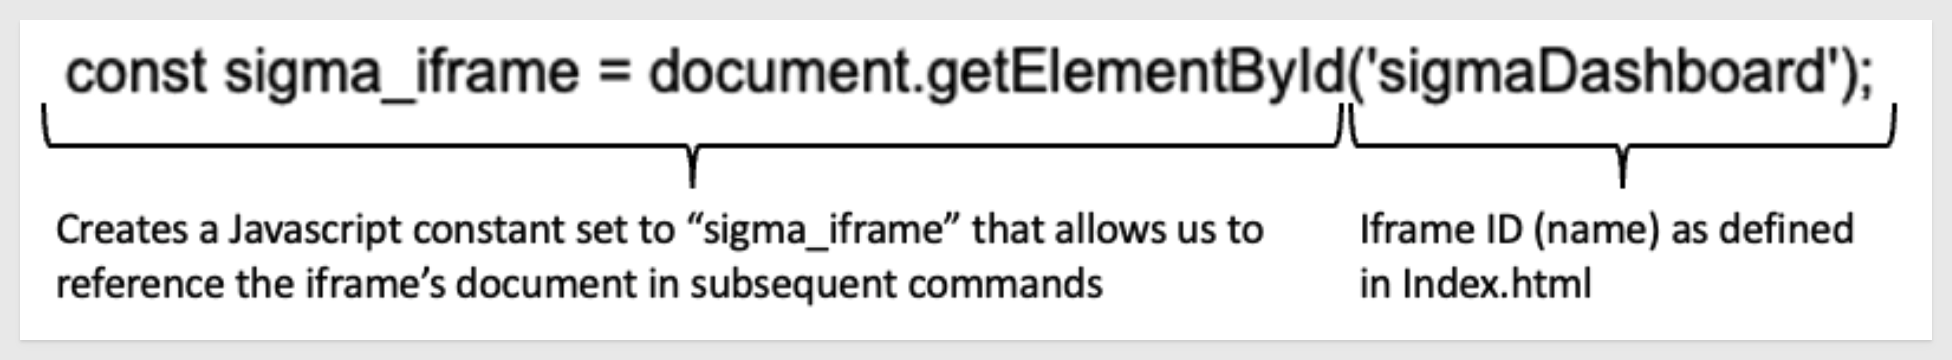 const sigma_iframe = document.getElementById('sigmaDashboard');
Creates a Javascript constant set to “sigma_iframe” that allows us to
reference the iframe’s document in subsequent commands
Iframe ID (name) as defined
in Index.html